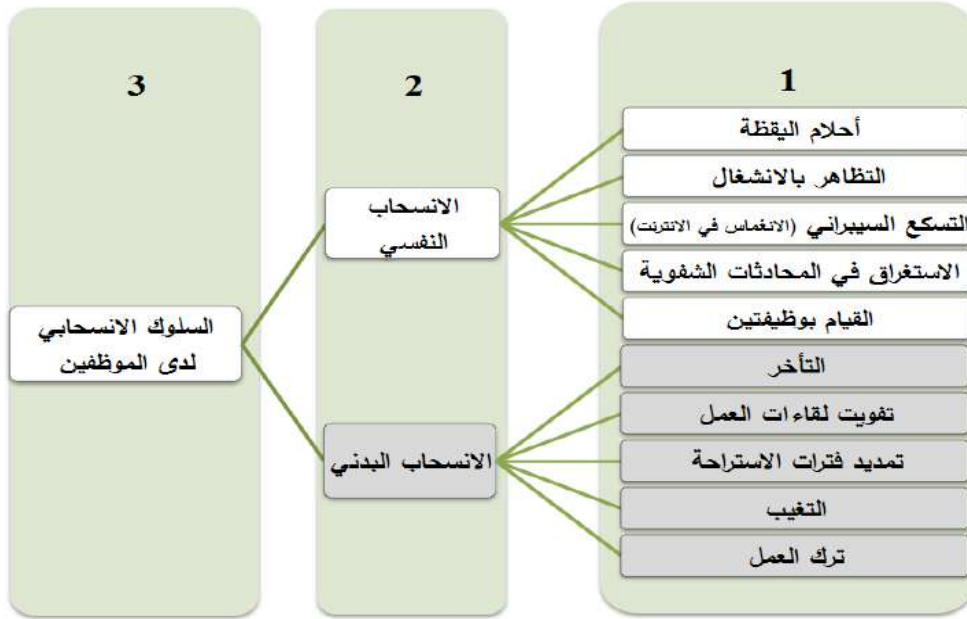 1
أحلام اليقظة
التظاهر بالانشغال
التسكع السيبراني (الانغماس في الانترنت)
الاستغراق في المحادثات الشفوية
القيام بوظيفتين
التأخر
تفويت لقاءات العمل
تمديد فترات الاستراحة
التغيب
ترك العمل
2
الانسحاب
النفسي
الانسحاب البدني
3
السلوك الانسحابي
لدى الموظفين